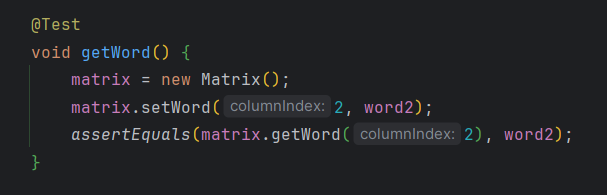 @Test
void getWord() {
    matrix = new Matrix();
    matrix.setWord( columnIndex: 2, word2);
    assertEquals(matrix.getWord( columnIndex: 2), word2);
}